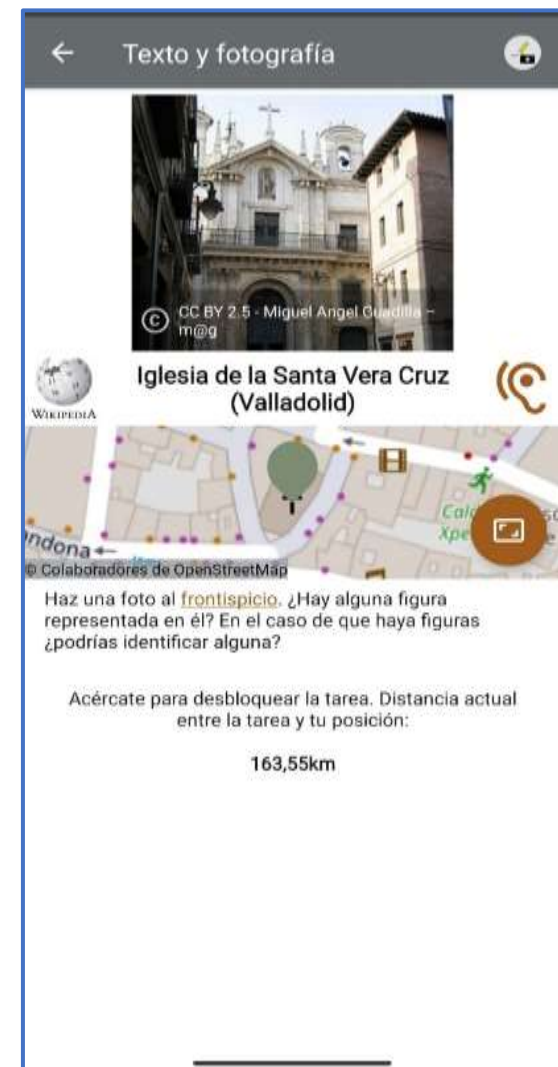 Texto y fotografía
CC BY 2.5 - Miguel Angel Guadilla –
m@g
Iglesia de la Santa Vera Cruz
(Valladolid)
WIKIPEDIA
ndona
© Colaboradores de OpenStreetMap
Haz una foto al frontispicio. ¿Hay alguna figura
representada en él? En el caso de que haya figuras
¿podrías identificar alguna?
Acércate para desbloquear la tarea. Distancia actual
entre la tarea y tu posición:
163,55km